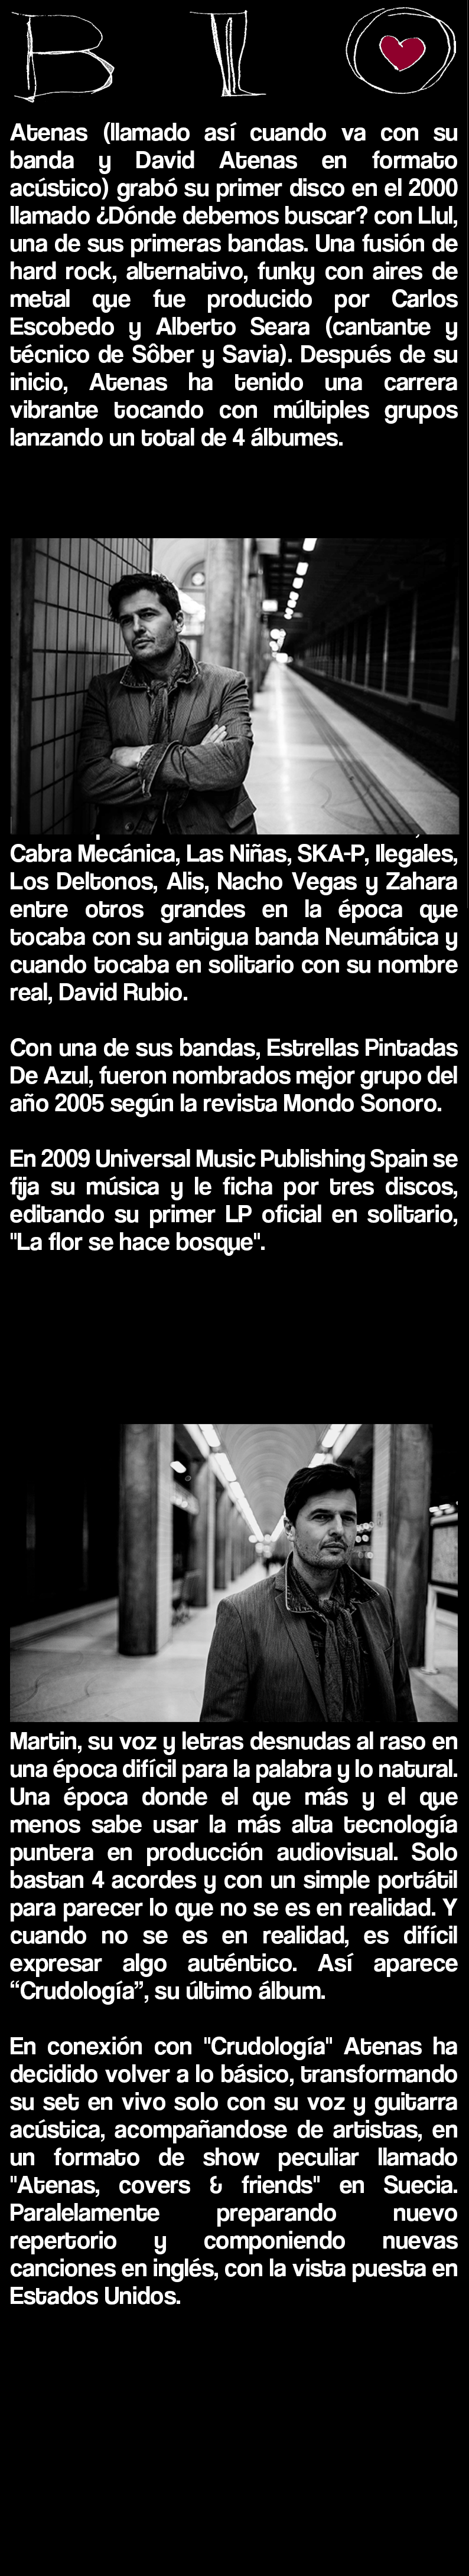 BIO
Atenas (llamado así cuando va con su
banda y David Atenas en formato
acústico) grabó su primer disco en el 2000
llamado ¿Dónde debemos buscar? con Llul,
una de sus primeras bandas. Una fusión de
hard rock, alternativo, funky con aires de
metal que fue producido por Carlos
Escobedo y Alberto Seara (cantante y
técnico de Sôber y Savia). Después de su
inicio, Atenas ha tenido una carrera
vibrante tocando con múltiples grupos
lanzando un total de 4 álbumes.
Cabra Mecánica, Las Niñas, SKA-P, Ilegales,
Los Deltonos, Alis, Nacho Vegas y Zahara
entre otros grandes en la época que
tocaba con su antigua banda Neumática y
cuando tocaba en solitario con su nombre
real, David Rubio.
Con una de sus bandas, Estrellas Pintadas
De Azul, fueron nombrados mejor grupo del
año 2005 según la revista Mondo Sonoro.
En 2009 Universal Music Publishing Spain se
fija su música y le ficha por tres discos,
editando su primer LP oficial en solitario,
"La flor se hace bosque".
Martin, su voz y letras desnudas al raso en
una época difícil para la palabra y lo natural.
Una época donde el que más y el que
menos sabe usar la más alta tecnología
puntera en producción audiovisual. Solo
bastan 4 acordes y con un simple portátil
para parecer lo que no se es en realidad. Y
cuando no se es en realidad, es difícil
expresar algo auténtico. Así aparece
“Crudología”, su último álbum.
En conexión con "Crudología" Atenas ha
decidido volver a lo básico, transformando
su set en vivo solo con su voz y guitarra
acústica, acompañandose de artistas, en
un formato de show peculiar llamado
"Atenas, covers & friends" en Suecia.
Paralelamente preparando nuevo
repertorio y componiendo nuevas
canciones en inglés, con la vista puesta en
Estados Unidos.